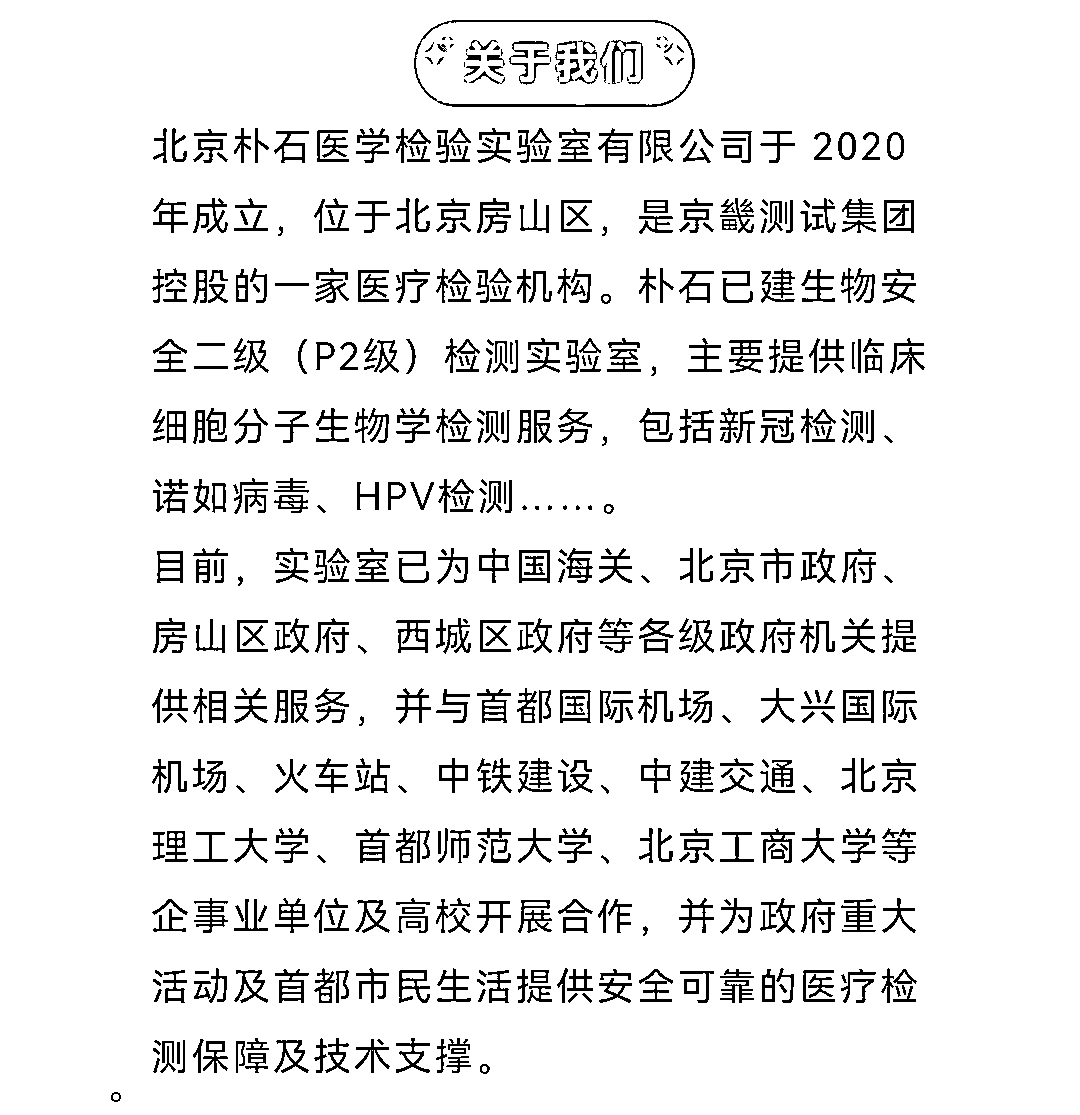 关于我们
北京朴石医学检验实验室有限公司于 2020
年成立，位于北京房山区，是京畿测试集团
控股的一家医疗检验机构。朴石已建生物安
全二级（P2级）检测实验室，主要提供临床
细胞分子生物学检测服务，包括新冠检测、
诺如病毒、HPV检测……。
目前，实验室已为中国海关、北京市政府、
房山区政府、西城区政府等各级政府机关提
供相关服务，并与首都国际机场、大兴国际
机场、火车站、中铁建设、中建交通、北京
理工大学、首都师范大学、北京工商大学等
企事业单位及高校开展合作，并为政府重大
活动及首都市民生活提供安全可靠的医疗检
测保障及技术支撑。
。